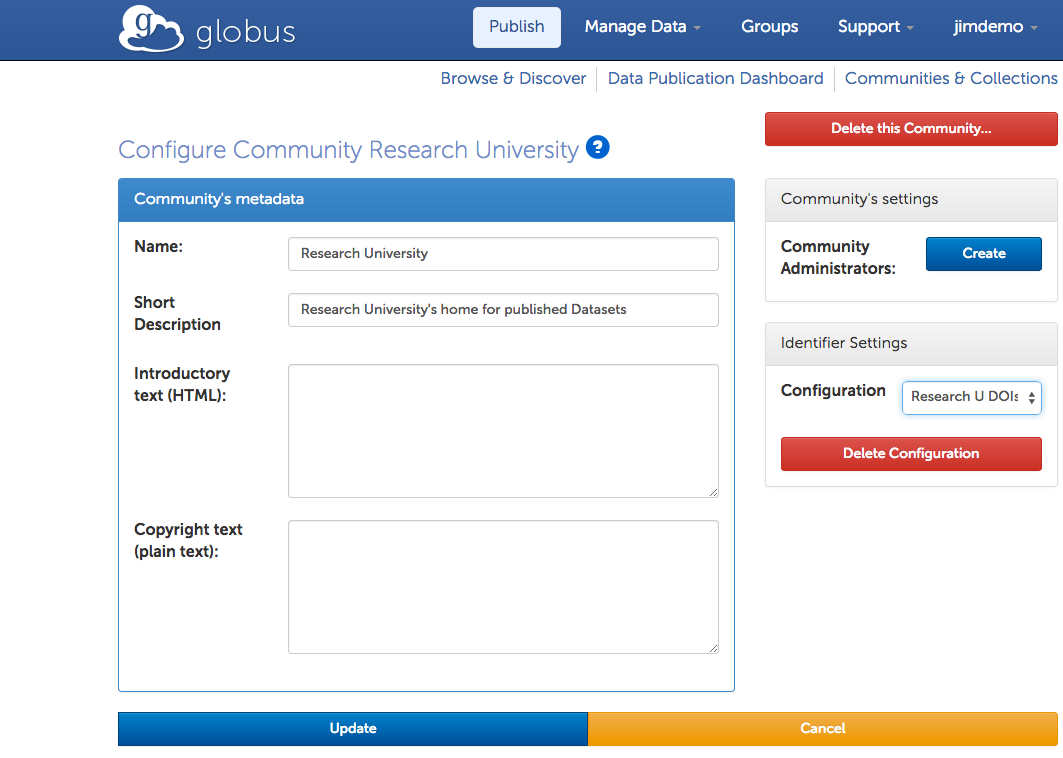 g globus
Publish Manage Data Groups Support jimdemo
Browse & Discover Data Publication Dashboard Communities & Collections
Delete this Community...
Configure Community Research University ?
Community's metadata
Name: Research University
Short
Description
Research University's home for published Datasets
Introductory
text (HTML):
Copyright text
(plain text):
Community's settings
Community
Administrators:
Create
Identifier Settings
Configuration Research U DOIs
Delete Configuration
Update Cancel